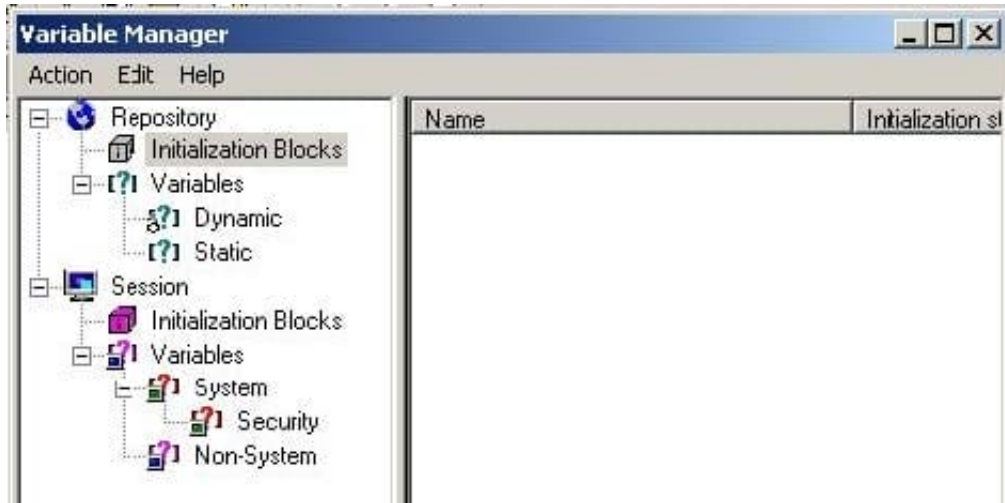 Variable Manager
Action Edit Help
Repository
Initialization Blocks
Variables
Dynamic
Static
Session
Initialization Blocks
Variables
System
Security
Non-System
Name Initialization